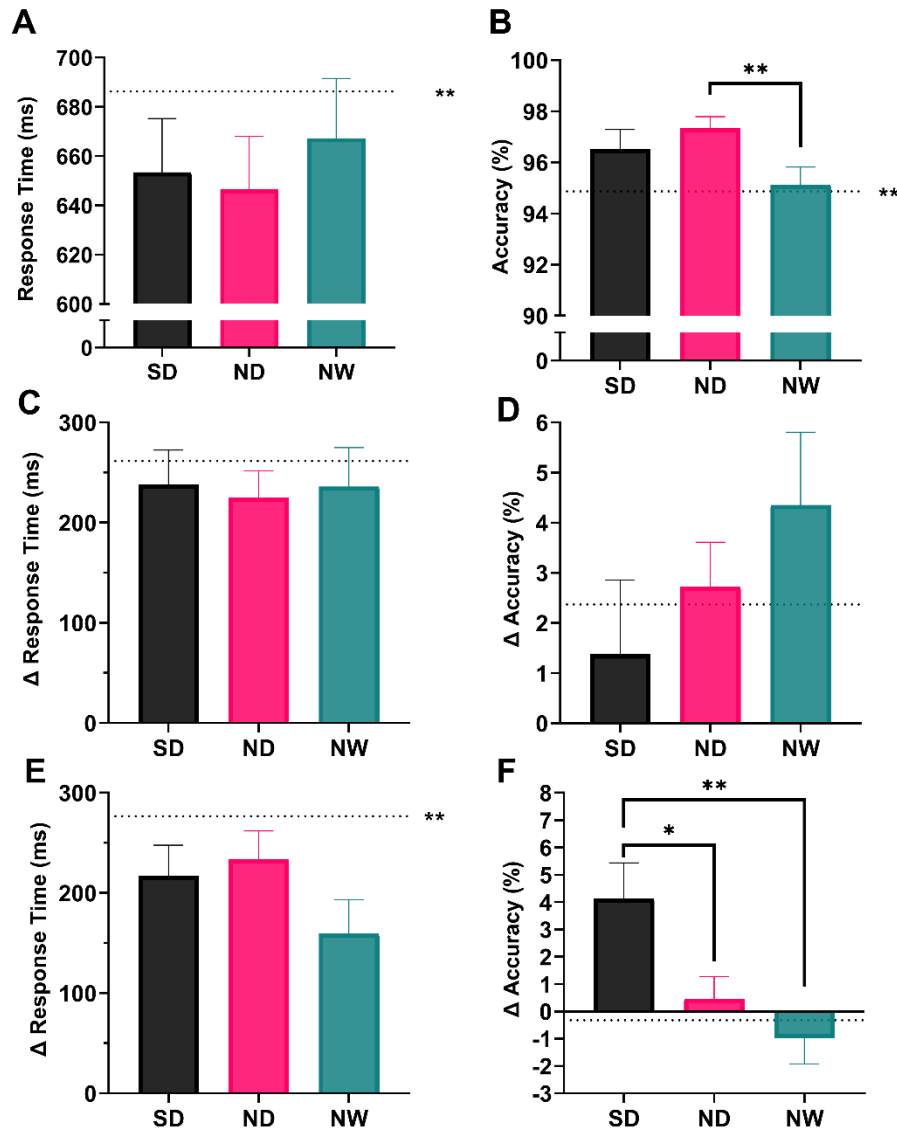 A
Response Time (ms)
700
680
660
640
620
600
0
**
SD ND NW
B
Accuracy (%)
100
98
96
94
92
90
0
**
**
SD ND NW
C
Δ Response Time (ms)
300
200
100
0
SD ND NW
D
Δ Accuracy (%)
6
5
4
3
2
1
0
SD ND NW
E
Δ Response Time (ms)
300
200
100
0
**
SD ND NW
F
Δ Accuracy (%)
8
7
6
5
4
3
2
1
0
-1
-2
-3
**
*
SD ND NW